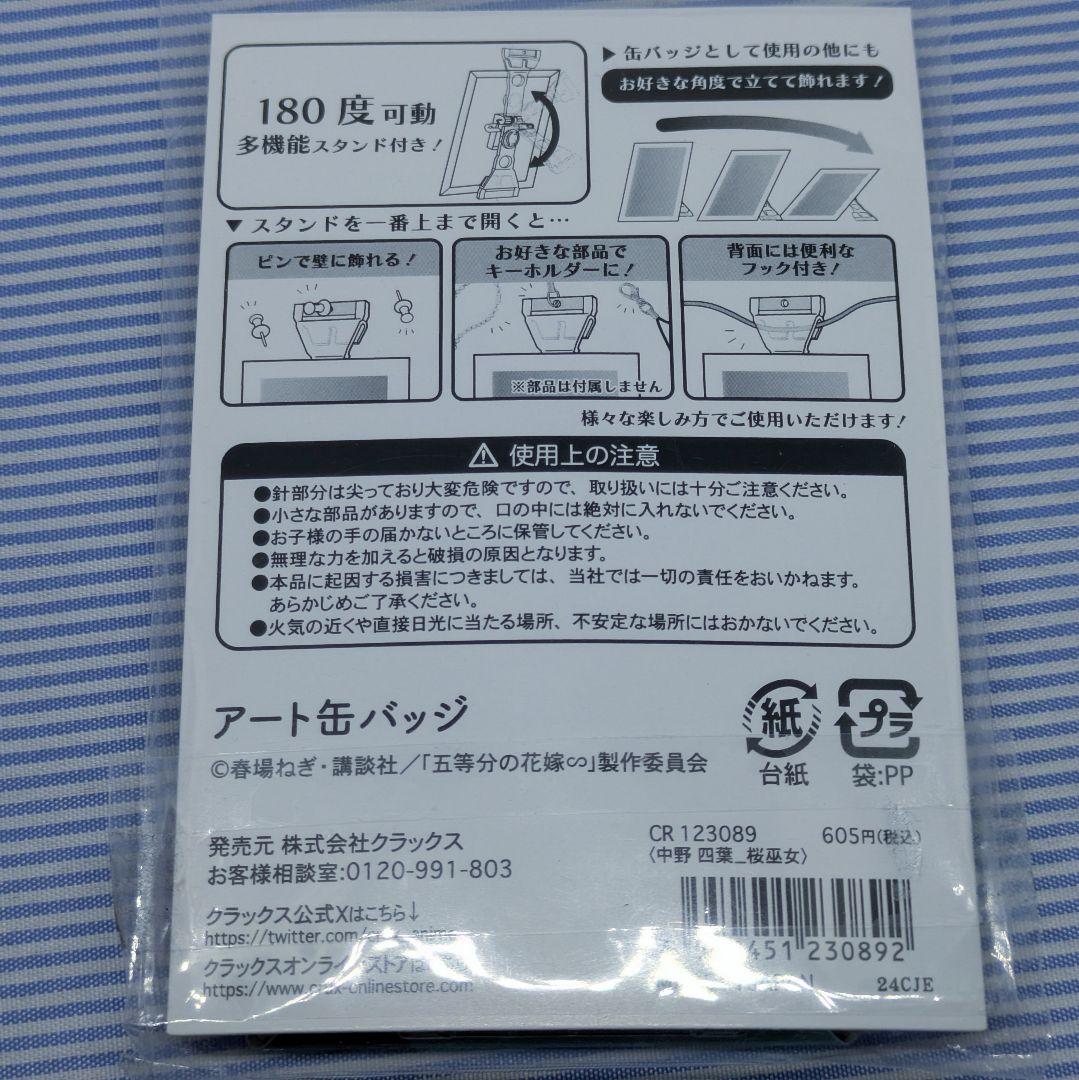 180度可動
多機能スタンド付き！
▶缶バッジとして使用の他にも
お好きな角度で立てて飾れます！
▼スタンドを一番上まで開くと…
ピンで壁に飾れる！
お好きな部品で
キーホルダーに！
※部品は付属しません
背面には便利な
フック付き！
様々な楽しみ方でご使用いただけます！
⚠使用上の注意
●針部分は尖っており大変危険ですので、取り扱いには十分ご注意ください。
●小さな部品がありますので、口の中には絶対に入れないでください。
●お子様の手の届かないところに保管してください。
●無理な力を加えると破損の原因となります。
●本品に起因する損害につきましては、当社では一切の責任をおいかねます。
あらかじめご了承ください。
●火気の近くや直接日光に当たる場所、不安定な場所にはおかないでください。
アート缶バッジ
紙
台紙
プラ
袋:PP
©春場ねぎ・講談社／「五等分の花嫁∽」製作委員会
発売元 株式会社クラックス
お客様相談室:0120-991-803
クラックス公式Xはこちら↓
https://twitter.com/
クラックスオンライ
https://www.crux-onlinestore.com
CR 123089 605円(税込)
〈中野 四葉_桜巫女〉
451 230892
24CJE